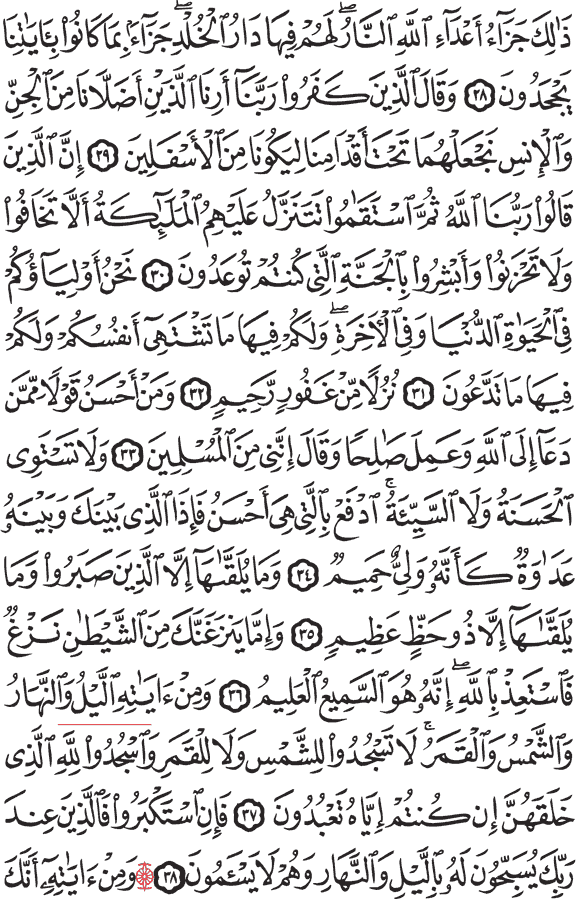 ذَٰلِكَ جَزَآءُ أَعْدَآءِ ٱللَّهِ ٱلنَّارُ ۖ لَهُمْ فِيهَا دَارُ ٱلْخُلْدِ ۖ جَزَآءًۢ بِمَا كَانُوا۟ بِـَٔايَـٰتِنَا
يَجْحَدُونَ ٢٨ وَقَالَ ٱلَّذِينَ كَفَرُوا۟ رَبَّنَآ أَرِنَا ٱلَّذَيْنِ أَضَلَّانَا مِنَ ٱلْجِنِّ
وَٱلْإِنسِ نَجْعَلْهُمَا تَحْتَ أَقْدَامِنَا لِيَكُونَا مِنَ ٱلْأَسْفَلِينَ ٢٩ إِنَّ ٱلَّذِينَ
قَالُوا۟ رَبُّنَا ٱللَّهُ ثُمَّ ٱسْتَقَـٰمُوا۟ تَتَنَزَّلُ عَلَيْهِمُ ٱلْمَلَـٰٓئِكَةُ أَلَّا تَخَافُوا۟
وَلَا تَحْزَنُوا۟ وَأَبْشِرُوا۟ بِٱلْجَنَّةِ ٱلَّتِى كُنتُمْ تُوعَدُونَ ٣٠ نَحْنُ أَوْلِيَآؤُكُمْ
فِى ٱلْحَيَوٰةِ ٱلدُّنْيَا وَفِى ٱلْـَٔاخِرَةِ ۖ وَلَكُمْ فِيهَا مَا تَشْتَهِىٓ أَنفُسُكُمْ وَلَكُمْ
فِيهَا مَا تَدَّعُونَ ٣١ نُزُلًا مِّنْ غَفُورٍ رَّحِيمٍ ٣٢ وَمَنْ أَحْسَنُ قَوْلًا مِّمَّن
دَعَآ إِلَى ٱللَّهِ وَعَمِلَ صَـٰلِحًا وَقَالَ إِنَّنِى مِنَ ٱلْمُسْلِمِينَ ٣٣ وَلَا تَسْتَوِى
ٱلْحَسَنَةُ وَلَا ٱلسَّيِّئَةُ ۚ ٱدْفَعْ بِٱلَّتِى هِىَ أَحْسَنُ فَإِذَا ٱلَّذِى بَيْنَكَ وَبَيْنَهُۥ
عَدَٰوَةٌ كَأَنَّهُۥ وَلِىٌّ حَمِيمٌ ٣٤ وَمَا يُلَقَّىٰهَآ إِلَّا ٱلَّذِينَ صَبَرُوا۟ وَمَا
يُلَقَّىٰهَآ إِلَّا ذُو حَظٍّ عَظِيمٍ ٣٥ وَإِمَّا يَنزَغَنَّكَ مِنَ ٱلشَّيْطَـٰنِ نَزْغٌ
فَٱسْتَعِذْ بِٱللَّهِ ۖ إِنَّهُۥ هُوَ ٱلسَّمِيعُ ٱلْعَلِيمُ ٣٦ وَمِنْ ءَايَـٰتِهِ ٱلَّيْلُ وَٱلنَّهَارُ
وَٱلشَّمْسُ وَٱلْقَمَرُ ۚ لَا تَسْجُدُوا۟ لِلشَّمْسِ وَلَا لِلْقَمَرِ وَٱسْجُدُوا۟ لِلَّهِ ٱلَّذِى
خَلَقَهُنَّ إِن كُنتُمْ إِيَّاهُ تَعْبُدُونَ ٣٧ فَإِنِ ٱسْتَكْبَرُوا۟ فَٱلَّذِينَ عِندَ
رَبِّكَ يُسَبِّحُونَ لَهُۥ بِٱلَّيْلِ وَٱلنَّهَارِ وَهُمْ لَا يَسْـَٔمُونَ ٣٨ وَمِنْ ءَايَـٰتِهِۦٓ أَنَّكَ